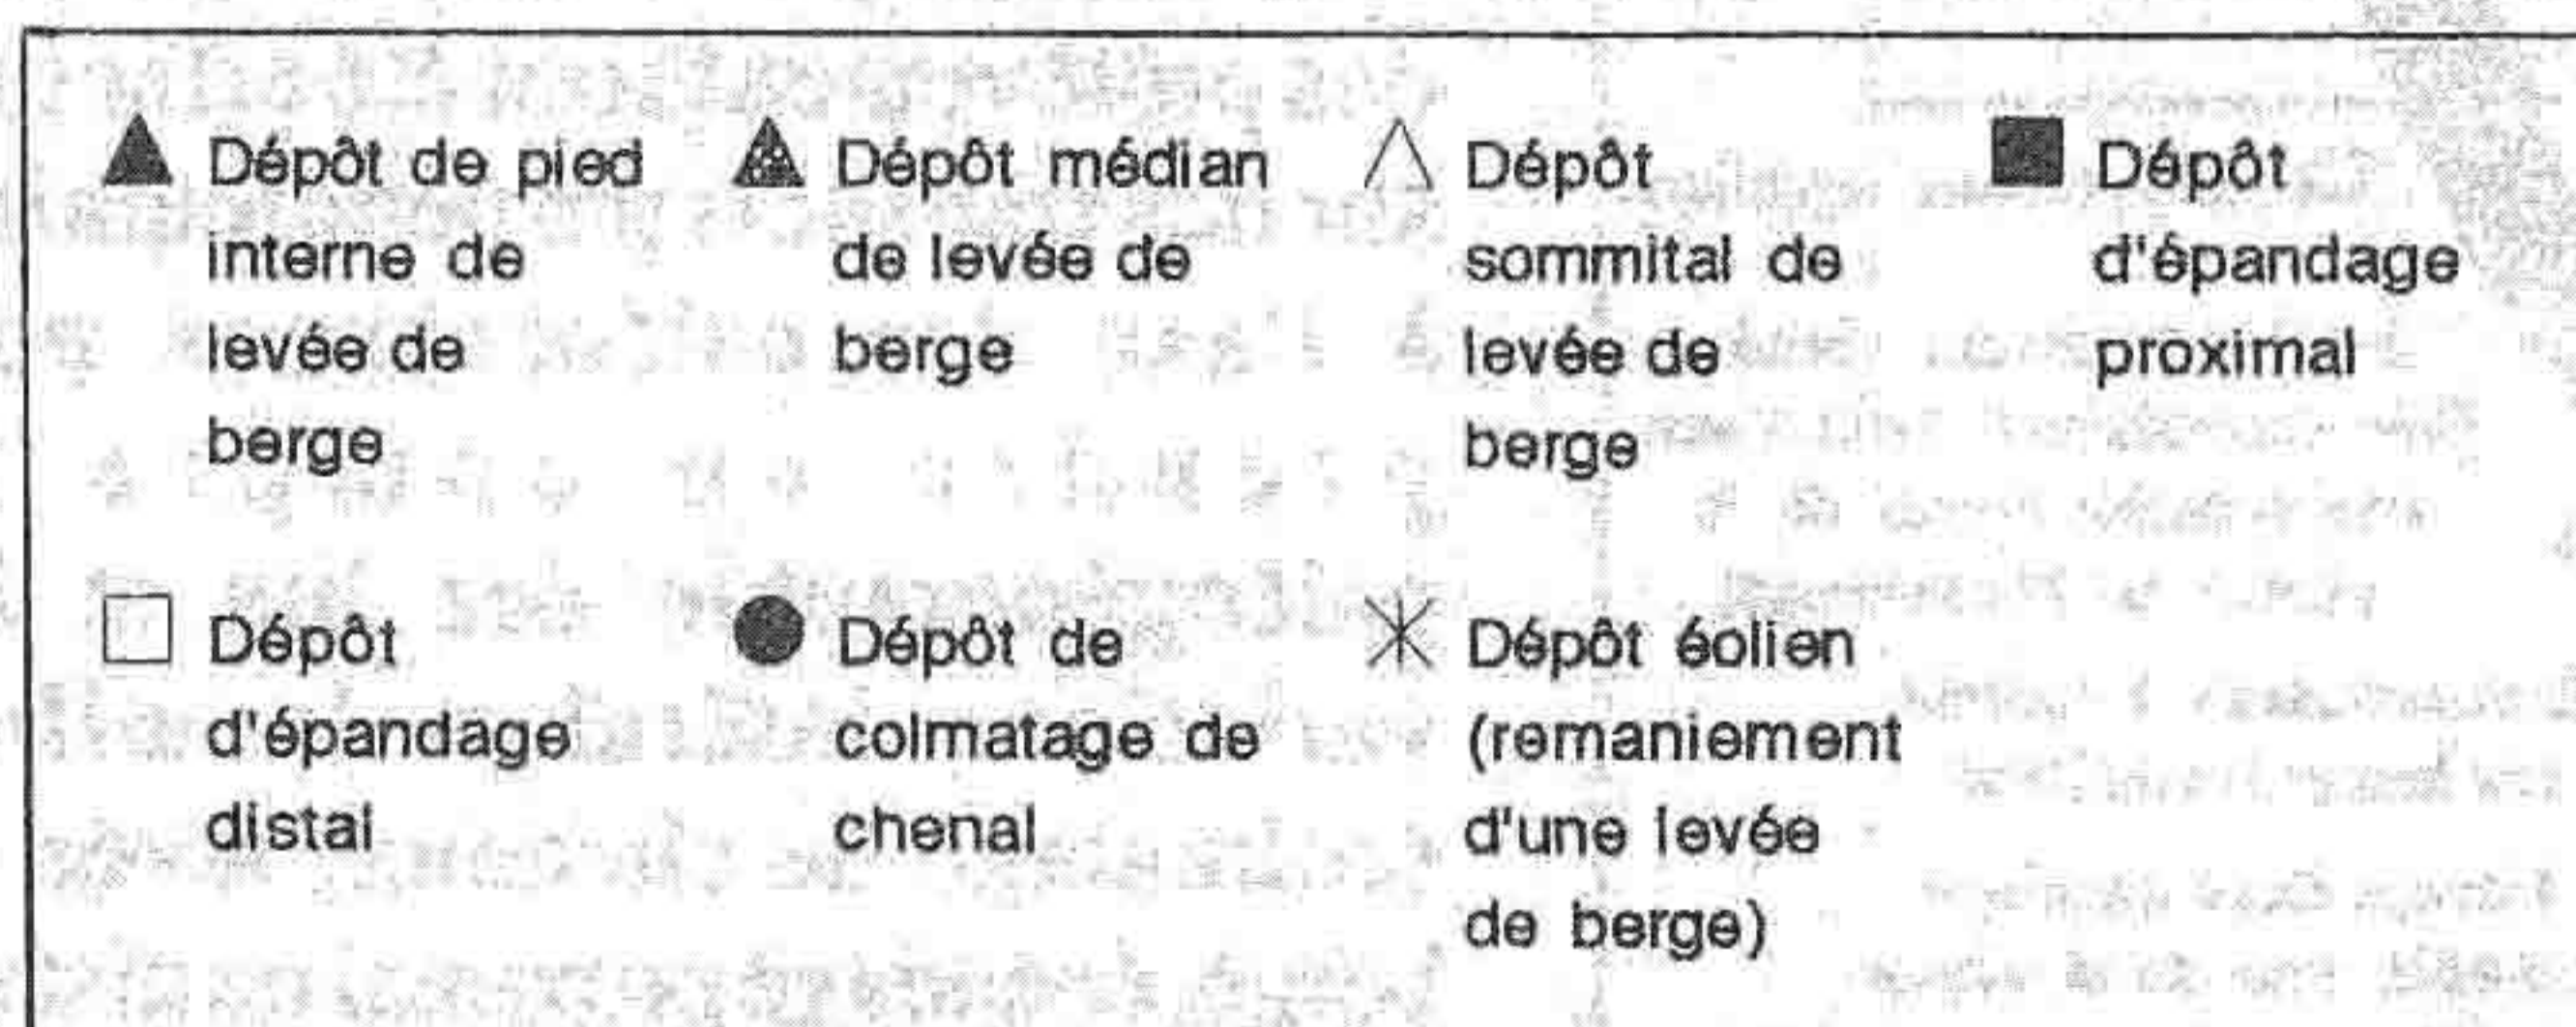 Dépôt de pied
interne de
levée de
berge
Dépôt médian
de levée de
berge
Dépôt
sommital de
levée de
berge
Dépôt
d'épandage
proximal
Dépôt
d'épandage
distal
Dépôt de
colmatage de
chenal
Dépôt éolien
(remaniement
d'une levée
de berge)